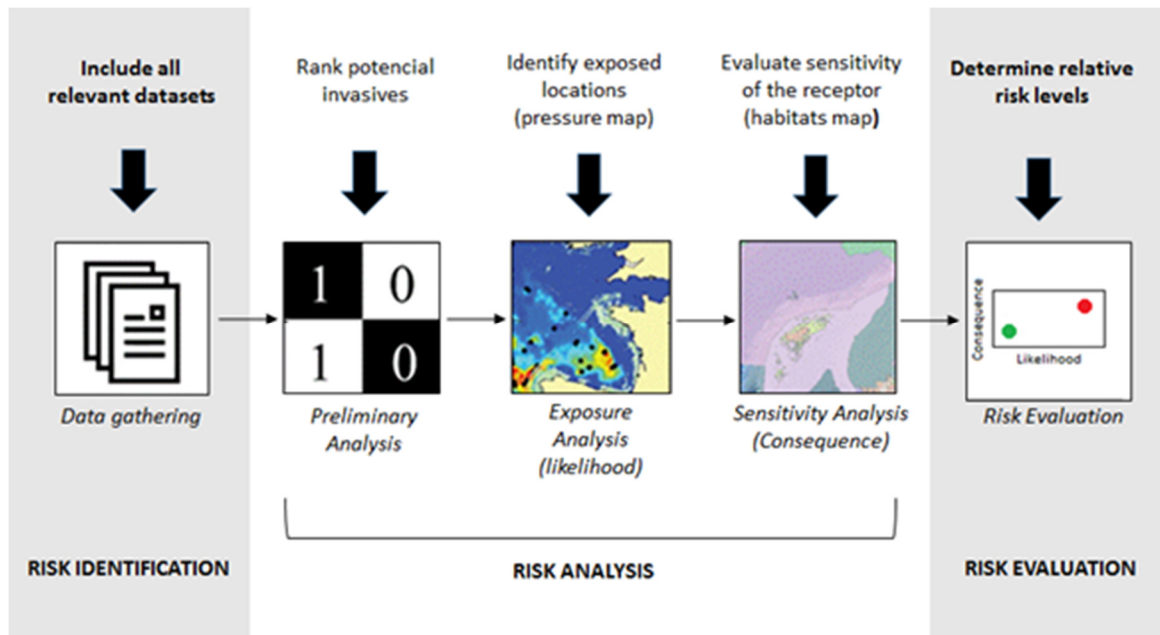 Include all
relevant datasets
Rank potencial
invasives
Identify exposed
locations
(pressure map)
Evaluate sensitivity
of the receptor
(habitats map)
Determine relative
risk levels
1 0
1 0
Consequence
Likelihood
Data gathering
Preliminary
Analysis
Exposure
Analysis
(likelihood)
Sensitivity Analysis
(Consequence)
Risk Evaluation
RISK IDENTIFICATION
RISK ANALYSIS
RISK EVALUATION